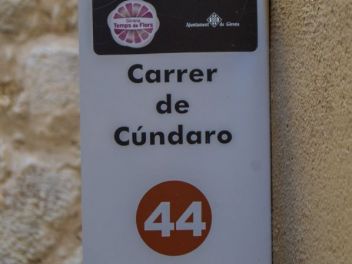 Girona
Temps de Flors
Ajuntament de Girona
Carrer
de
Cúndaro
44